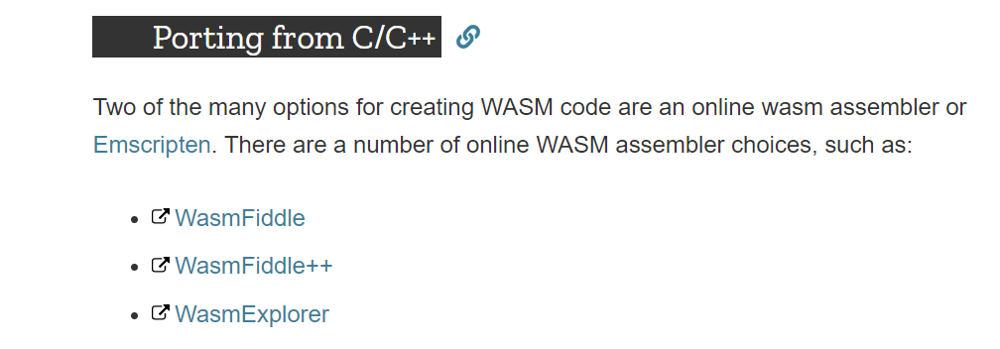 Porting from C/C++
Two of the many options for creating WASM code are an online wasm assembler or
Emscripten. There are a number of online WASM assembler choices, such as:
WasmFiddle
WasmFiddle++
WasmExplorer